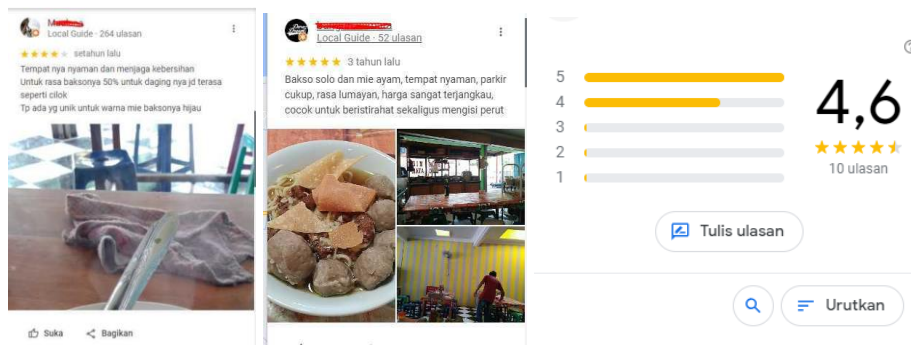 Local Guide · 264 ulasan
setahun lalu
Tempat nya nyaman dan menjaga kebersihan
Untuk rasa baksonya 50% untuk daging nya jd terasa
seperti cilok
Tp ada yg unik untuk warna mie baksonya hijau
Suka
Bagikan
Local Guide · 52 ulasan
3 tahun lalu
Bakso solo dan mie ayam, tempat nyaman, parkir
cukup, rasa lumayan, harga sangat terjangkau,
cocok untuk beristirahat sekaligus mengisi perut
5
4
3
2
1
4,6
10 ulasan
Tulis ulasan
Urutkan